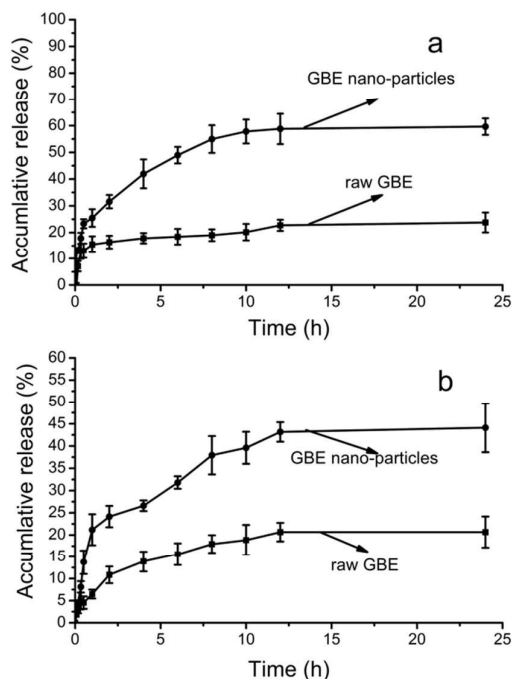 a
Accumlative release (%)
100
90
80
70
60
50
40
30
20
10
0
GBE nano-particles
raw GBE
0 5 10 15 20 25
Time (h)
b
Accumlative release (%)
60
55
50
45
40
35
30
25
20
15
10
5
0
GBE nano-particles
raw GBE
0 5 10 15 20 25
Time (h)